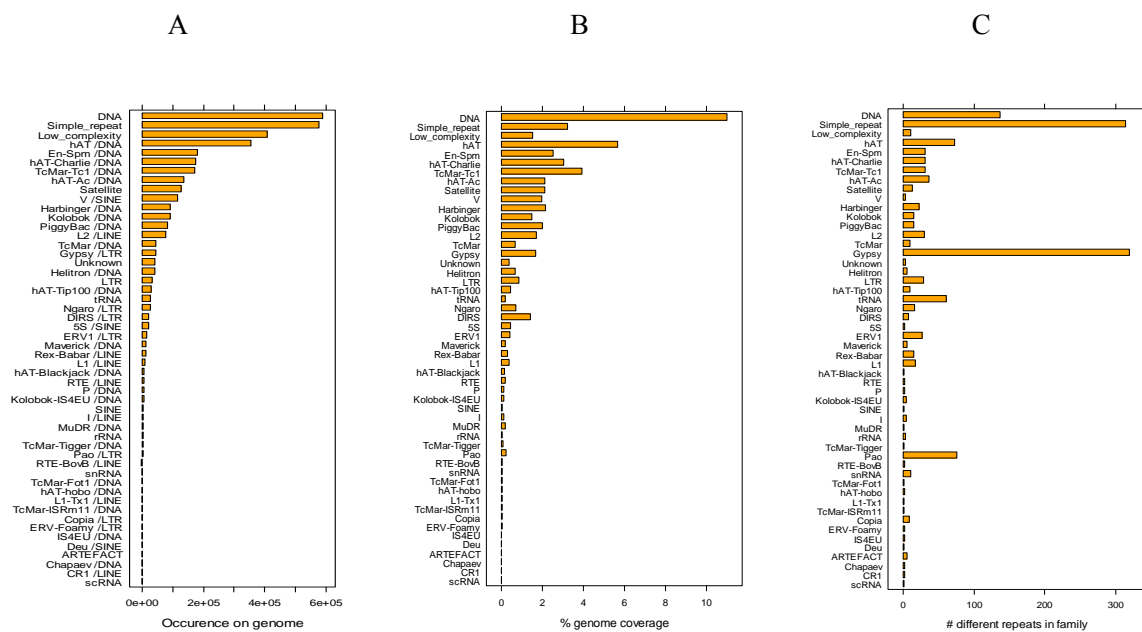 A
B
C
DNA
Simple_repeat
Low_complexity
hAT /DNA
En-Spm /DNA
hAT-Charlie /DNA
TcMar-Tc1 /DNA
hAT-Ac /DNA
Satellite
V /SINE
Harbinger /DNA
Kolobok /DNA
PiggyBac /DNA
L2 /LINE
TcMar /DNA
Gypsy /LTR
Unknown
Helitron /DNA
LTR
hAT-Tip100 /DNA
tRNA
Ngaro /LTR
DIRS /LTR
5S /SINE
ERV1 /LTR
Maverick /DNA
Rex-Babar /LINE
L1 /LINE
hAT-Blackjack /DNA
RTE /LINE
P /DNA
Kolobok-IS4EU /DNA
SINE
I /LINE
MuDR /DNA
rRNA
TcMar-Tigger /DNA
Pao /LTR
RTE-BovB /LINE
snRNA
TcMar-Fot1 /DNA
hAT-hobo /DNA
L1-Tx1 /LINE
TcMar-ISRm11 /DNA
Copia /LTR
ERV-Foamy /LTR
IS4EU /DNA
Deu /SINE
ARTEFACT
Chapaev /DNA
CR1 /LINE
scRNA
0e+00 2e+05 4e+05 6e+05
Occurence on genome
DNA
Simple_repeat
Low_complexity
hAT
En-Spm
hAT-Charlie
TcMar-Tc1
hAT-Ac
Satellite
V
Harbinger
Kolobok
PiggyBac
L2
TcMar
Gypsy
Unknown
Helitron
LTR
hAT-Tip100
tRNA
Ngaro
DIRS
5S
ERV1
Maverick
Rex-Babar
L1
hAT-Blackjack
RTE
P
Kolobok-IS4EU
SINE
I
MuDR
rRNA
TcMar-Tigger
Pao
RTE-BovB
snRNA
TcMar-Fot1
hAT-hobo
L1-Tx1
TcMar-ISRm11
Copia
ERV-Foamy
IS4EU
Deu
ARTEFACT
Chapaev
CR1
scRNA
0 2 4 6 8 10
% genome coverage
DNA
Simple_repeat
Low_complexity
hAT
En-Spm
hAT-Charlie
TcMar-Tc1
hAT-Ac
Satellite
V
Harbinger
Kolobok
PiggyBac
L2
TcMar
Gypsy
Unknown
Helitron
LTR
hAT-Tip100
tRNA
Ngaro
DIRS
5S
ERV1
Maverick
Rex-Babar
L1
hAT-Blackjack
RTE
P
Kolobok-IS4EU
SINE
I
MuDR
rRNA
TcMar-Tigger
Pao
RTE-BovB
snRNA
TcMar-Fot1
hAT-hobo
L1-Tx1
TcMar-ISRm11
Copia
ERV-Foamy
IS4EU
Deu
ARTEFACT
Chapaev
CR1
scRNA
0 100 200 300
# different repeats in family